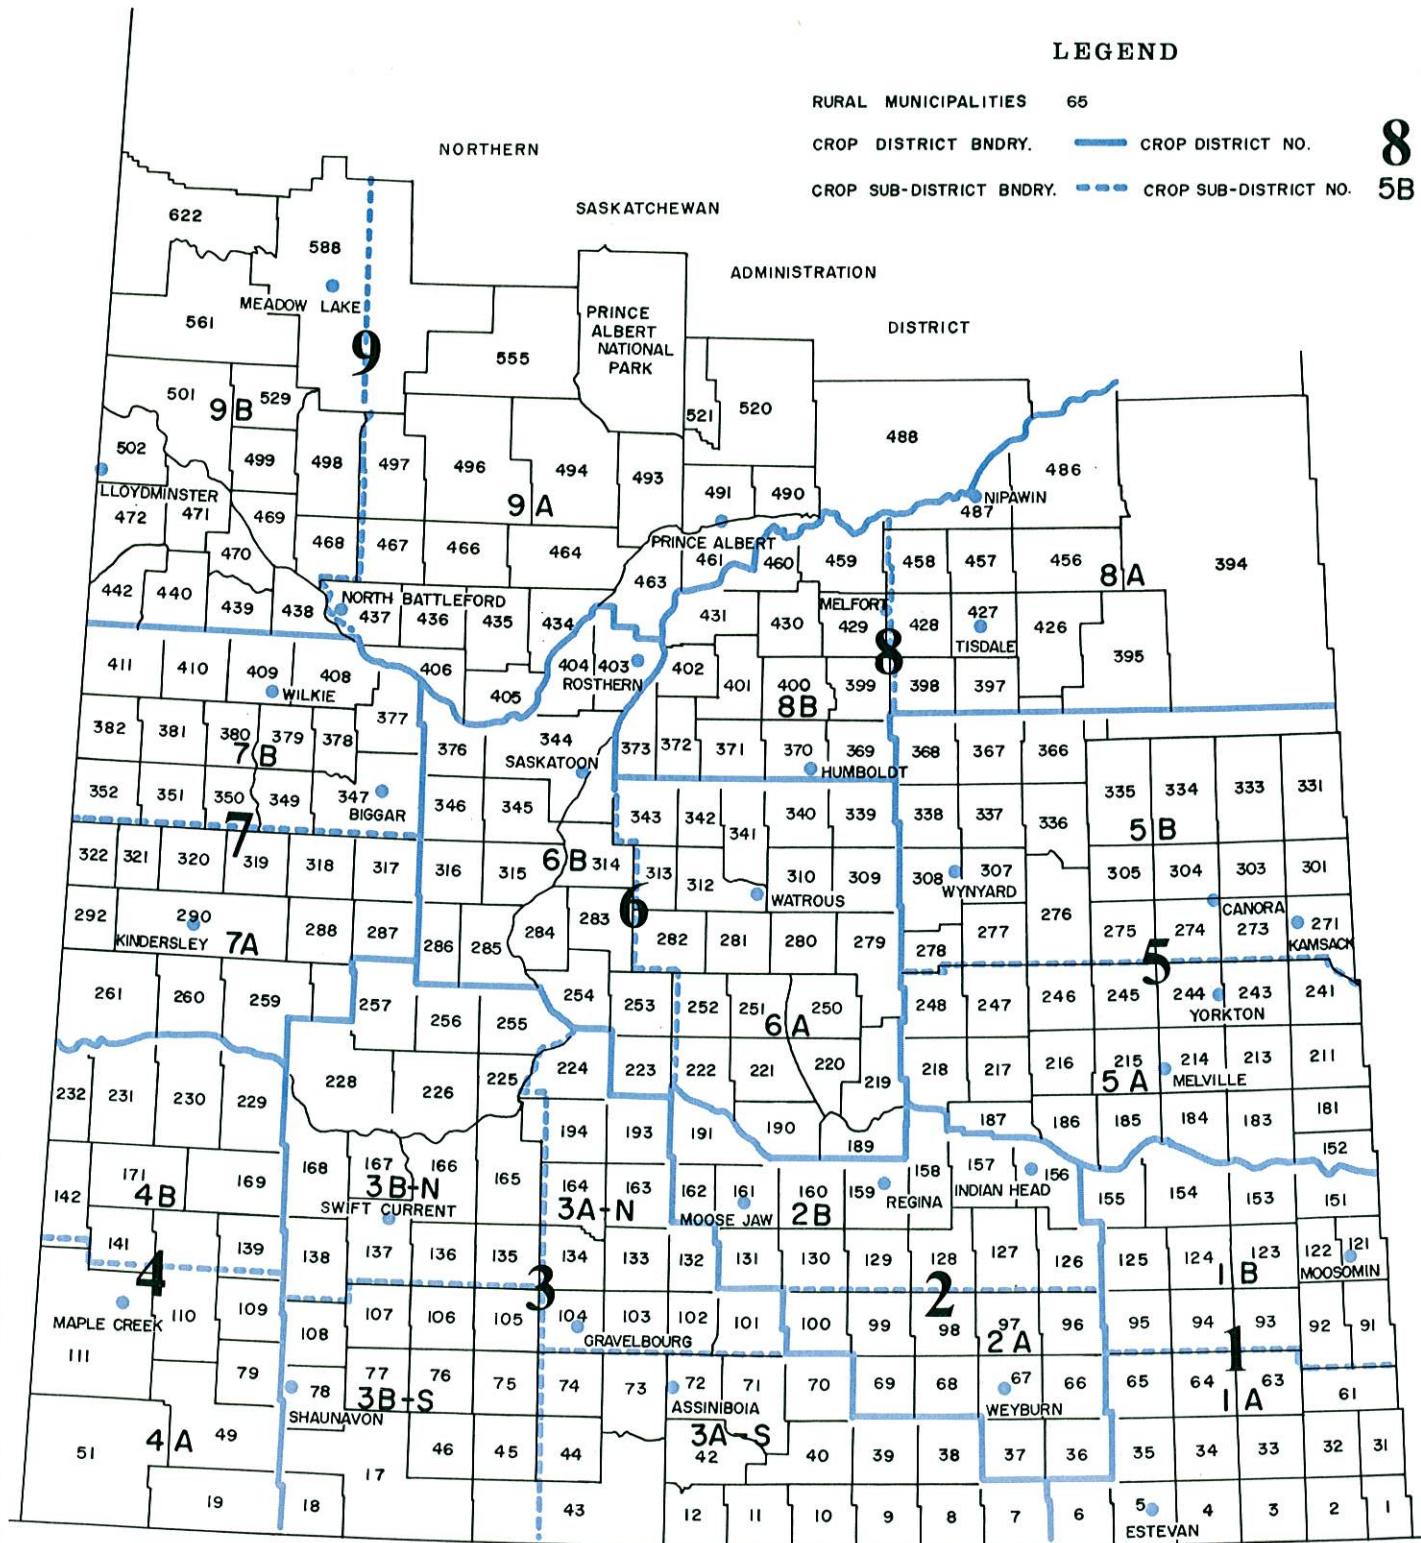 LEGEND
RURAL MUNICIPALITIES 65
CROP DISTRICT BNDRY. CROP DISTRICT NO. 8
CROP SUB-DISTRICT BNDRY. CROP SUB-DISTRICT NO. 5B
NORTHERN
SASKATCHEWAN
ADMINISTRATION
DISTRICT
622
588
MEADOW LAKE
PRINCE
ALBERT
NATIONAL
PARK
561
9
555
501 529
9B
521 520
488
502
499 498 497 496 494 493
486
LLOYDMINSTER
9A
491 490
NIPAWIN
487
472 471 469
468 467 466 464
PRINCE ALBERT
470
463 461 460 459 458 457 456
8A
394
442 440 439 438
NORTH BATTLEFORD
437 436 435 434
431 430
MELFORT
429 428 427 426
TISDALE
8
395
411 410 409 408
WILKIE
406 405
404 403
ROSTHERN
402 401 400 399 398 397
8B
382 381 380 379 378 377
7B
376 344
SASKATOON
373 372 371 370 369 368 367 366
HUMBOLDT
352 351 350 349 347
BIGGAR
346 345
343 342 341 340 339 338 337 336
335 334 333 331
5B
7
322 321 320 319 318 317 316 315
6B
314 313 312 310 309 308 307
WATROUS
WYNYARD
305 304 303 301
6
292 290 288 287 286 285 284 283
KINDERSLEY 7A
282 281 280 279 278 277 276 275 274
CANORA
273 271
KAMSACK
5
261 260 259 257 256 255 254 253 252 251 250
6A
248 247 246 245 244 243 241
YORKTON
232 231 230 229 228 226 225 224 223 222 221 220 219
218 217 216 215 214 213 211
5A
MELVILLE
194 193 191 190 189 187 186 185 184 183 181
152
171 169 168 167 166 165 164 163 162 161 160 159 158 157 156 155 154 153 151
142
4B
3B-N
SWIFT CURRENT
3A-N
MOOSE JAW
2B
REGINA
INDIAN HEAD
141 139 138 137 136 135 134 133 132 131 130 129 128 127 126 125 124 123 122 121
1B
MOOSOMIN
4
3
2
MAPLE CREEK
110 109 108 107 106 105 104 103 102 101 100 99 98 97 96 95 94 93 92 91
GRAVELBOURG
2A
1
111
79 78 77 76 75 74 73 72 71 70 69 68 67 66 65 64 63 61
SHAUNAVON
3B-S
ASSINIBOIA
WEYBURN
1A
3A-S
51
4A
49
46 45 44 42 40 39 38 37 36 35 34 33 32 31
19 18 17 43 12 11 10 9 8 7 6 5 4 3 2 1
ESTEVAN